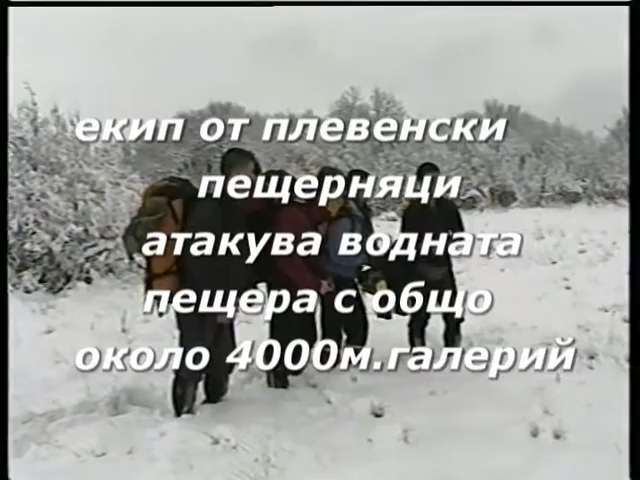 екип от плевенски
пещерняци
атакува водната
пещера с общо
около 4000м.галерий